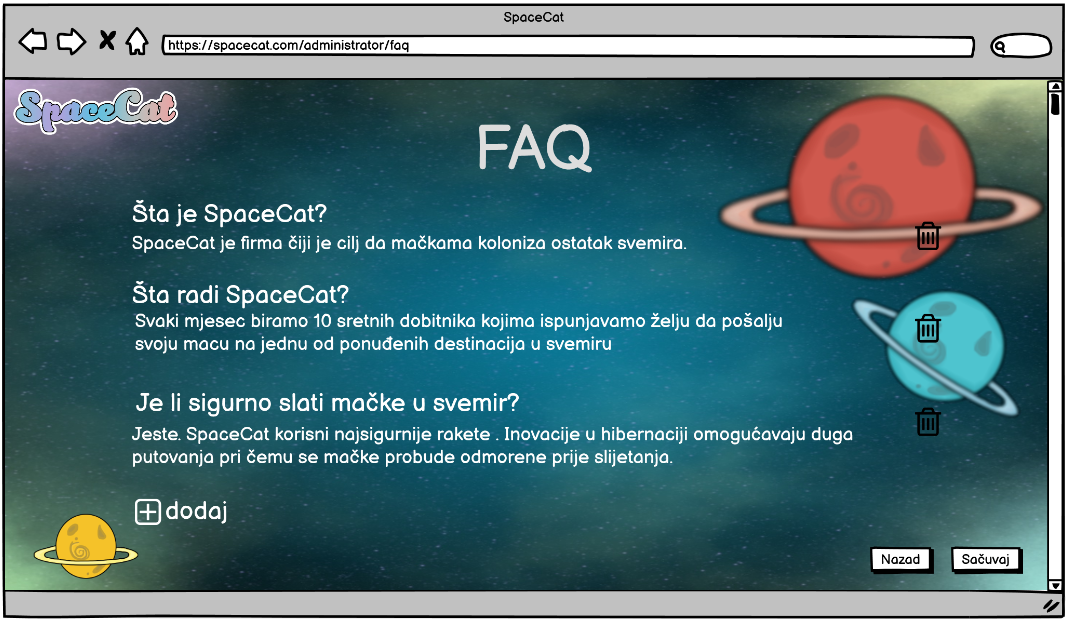 SpaceCat
https://spacecat.com/administrator/faq
SpaceCat
FAQ
Šta je SpaceCat?
SpaceCat je firma čiji je cilj da mačkama koloniza ostatak svemira.
Šta radi SpaceCat?
Svaki mjesec biramo 10 sretnih dobitnika kojima ispunjavamo želju da pošalju
svoju macu na jednu od ponuđenih destinacija u svemiru
Je li sigurno slati mačke u svemir?
Jeste. SpaceCat korisni najsigurnije rakete . Inovacije u hibernaciji omogućavaju duga
putovanja pri čemu se mačke probude odmorene prije slijetanja.
dodaj
Nazad
Sačuvaj